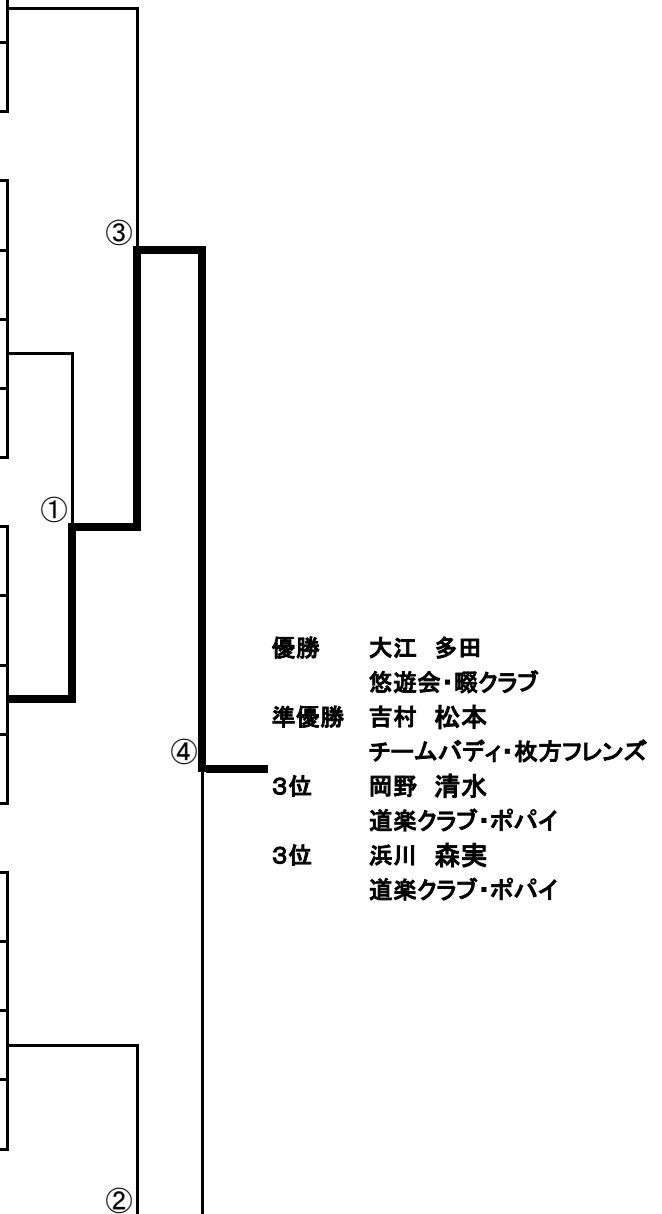 ③
①
優勝 大江 多田
悠遊会・畷クラブ
準優勝 吉村 松本
④ チームバディ・枚方フレンズ
3位 岡野 清水
道楽クラブ・ポパイ
3位 浜川 森実
道楽クラブ・ポパイ
②